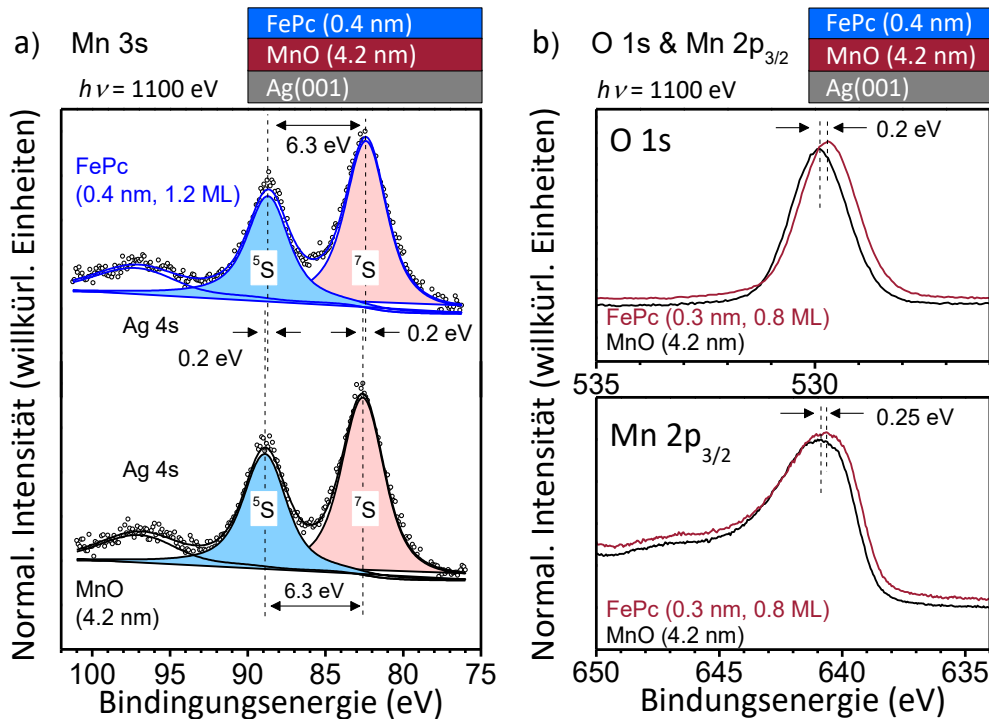 a)
Mn 3s
FePc (0.4 nm)
MnO (4.2 nm)
Ag(001)
hν = 1100 eV
6.3 eV
FePc
(0.4 nm, 1.2 ML)
⁵S
⁷S
Ag 4s
0.2 eV
0.2 eV
Ag 4s
⁵S
⁷S
6.3 eV
MnO
(4.2 nm)
100 95 90 85 80 75
Bindingungsenergie (eV)
Normal. Intensität (willkürl. Einheiten)
b)
O 1s & Mn 2p₃/₂
FePc (0.4 nm)
MnO (4.2 nm)
Ag(001)
hν = 1100 eV
0.2 eV
O 1s
FePc (0.3 nm, 0.8 ML)
MnO (4.2 nm)
535 530
0.25 eV
Mn 2p₃/₂
FePc (0.3 nm, 0.8 ML)
MnO (4.2 nm)
650 645 640 635
Bindungsenergie (eV)
Normal. Intensität (willkürl. Einheiten)